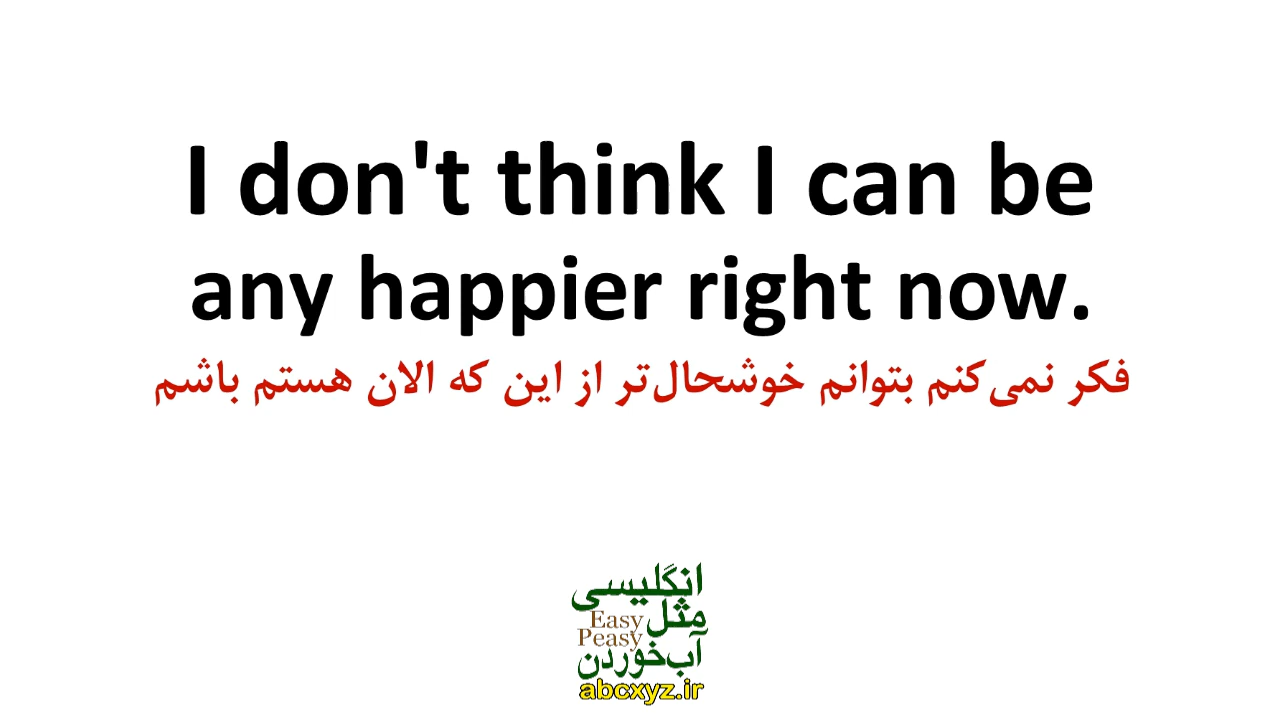 I don't think I can be
any happier right now.
فکر نمی‌کنم بتوانم خوشحال‌تر از این که الان هستم باشم
انگلیسی
مثل
Easy
Peasy
آب‌خوردن
abcxyz.ir